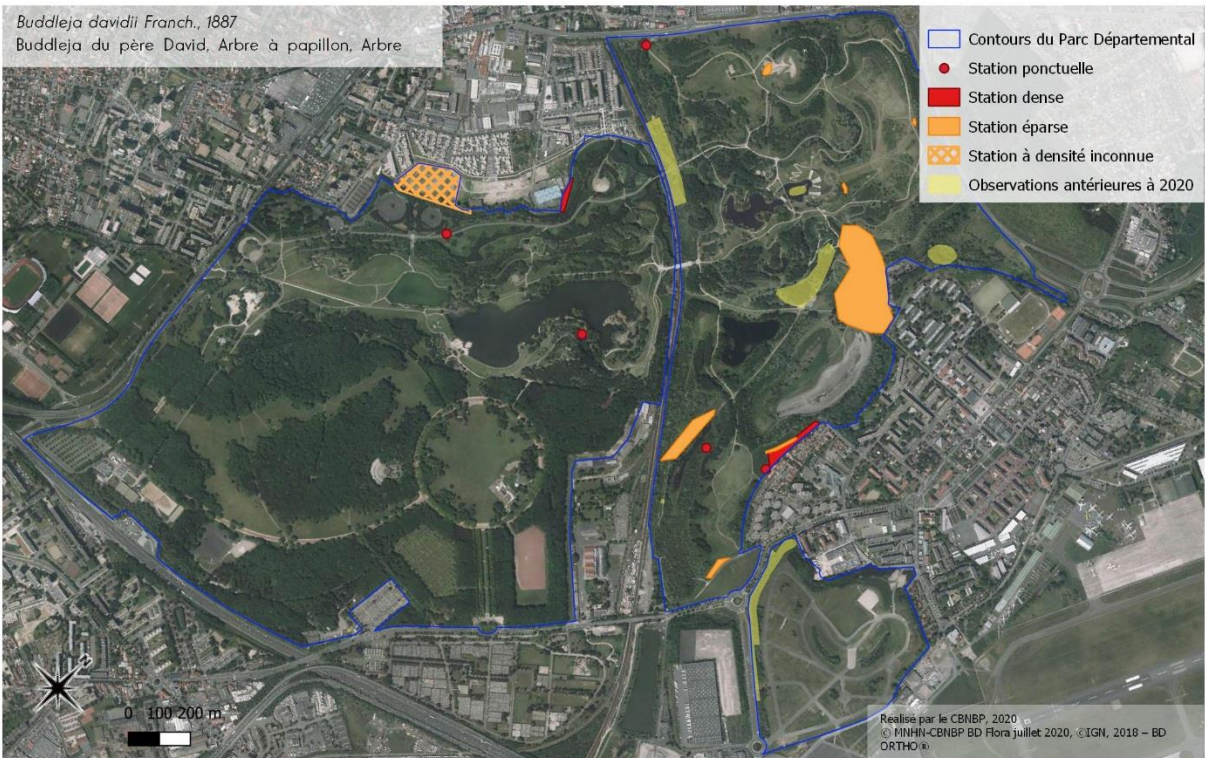 Buddleja davidii Franch., 1887
Buddleja du père David, Arbre à papillon, Arbre
Contours du Parc Départemental
Station ponctuelle
Station dense
Station éparse
Station à densité inconnue
Observations antérieures à 2020
N
0 100 200 m
Realisé par le CBNBP, 2020
© MNHN-CBNBP BD Flora juillet 2020, ©IGN, 2018 – BD
ORTHO®